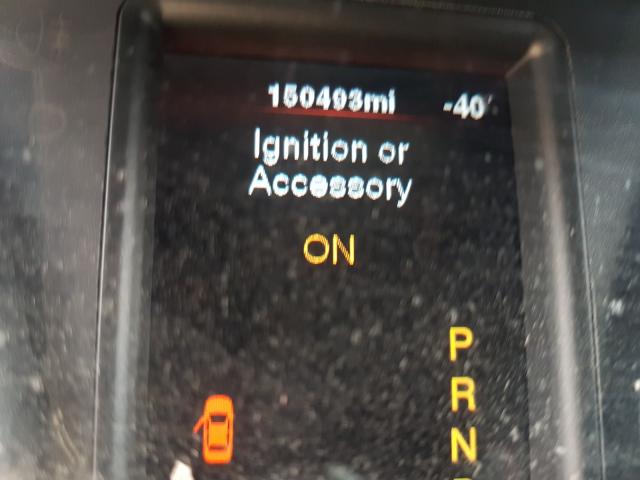 150493mi -40°
Ignition or
Accessory
ON
P
R
N